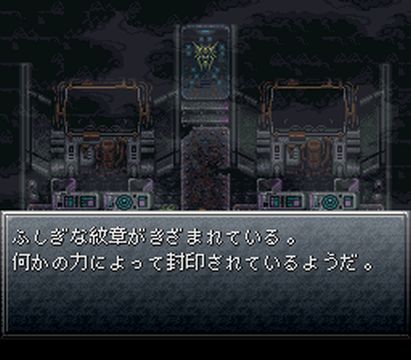 ふしぎな紋章がきざまれている。
何かの力によって封印されているようだ。